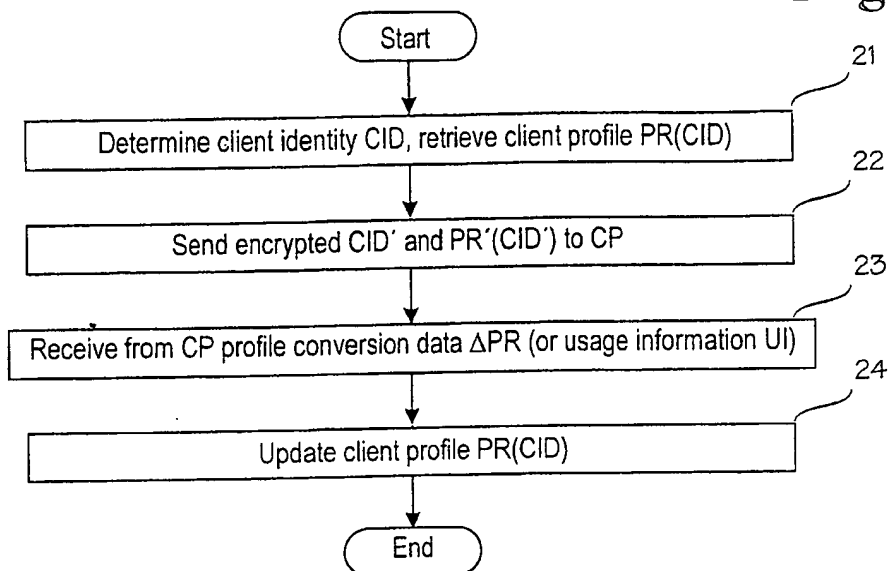 Start
21
Determine client identity CID, retrieve client profile PR(CID)
22
Send encrypted CID´ and PR´(CID´) to CP
23
Receive from CP profile conversion data ΔPR (or usage information UI)
24
Update client profile PR(CID)
End